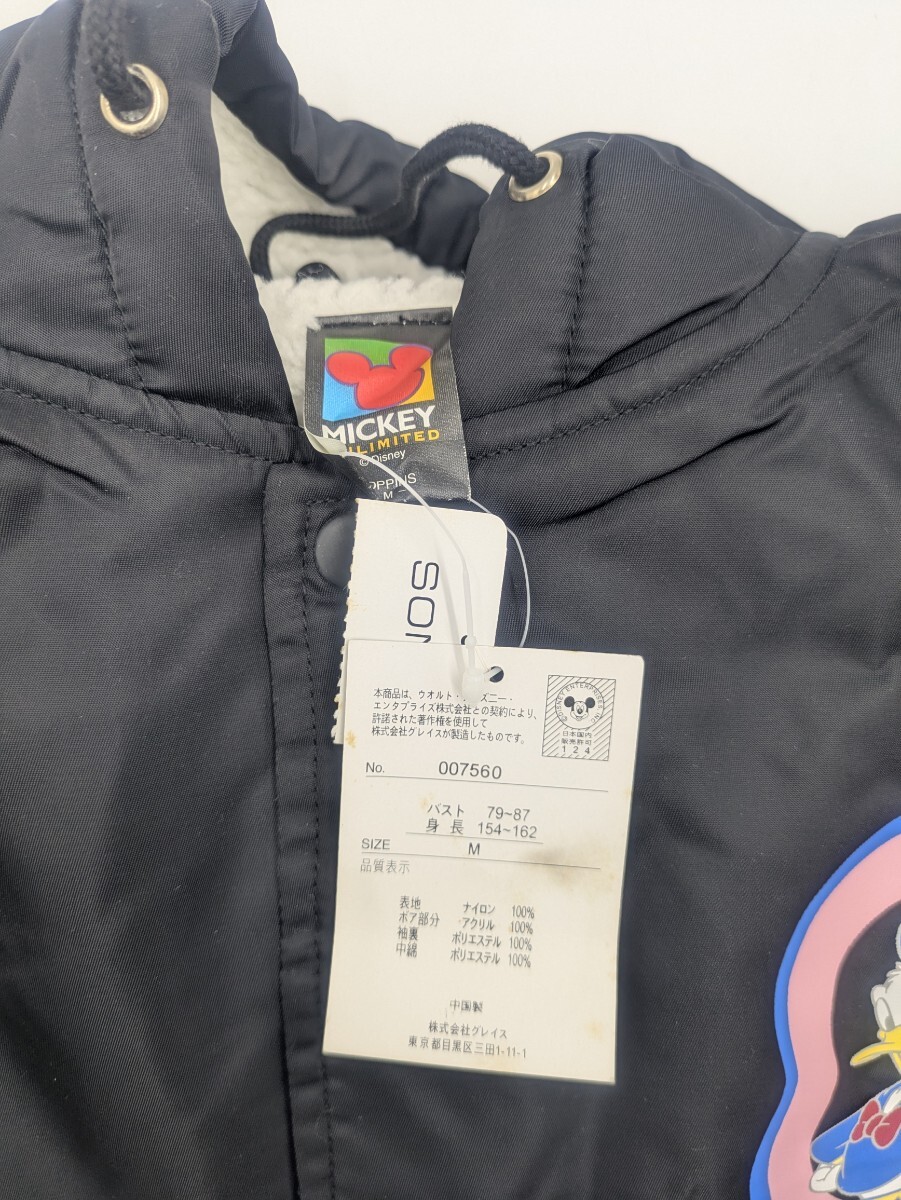 MICKEY
UNLIMITED
©Disney
OPPINS
M
SON
本商品は、ウオルト・ディズニー・
エンタプライズ株式会社との契約により、
許諾された著作権を使用して
株式会社グレイスが製造したものです。
DISNEY ENTERPRISES, INC.
日本国内
販売許可
124
No. 007560
バスト 79~87
身長 154~162
SIZE M
品質表示
表地 ナイロン 100%
ボア部分 アクリル 100%
袖裏 ポリエステル 100%
中綿 ポリエステル 100%
中国製
株式会社グレイス
東京都目黒区三田1-11-1